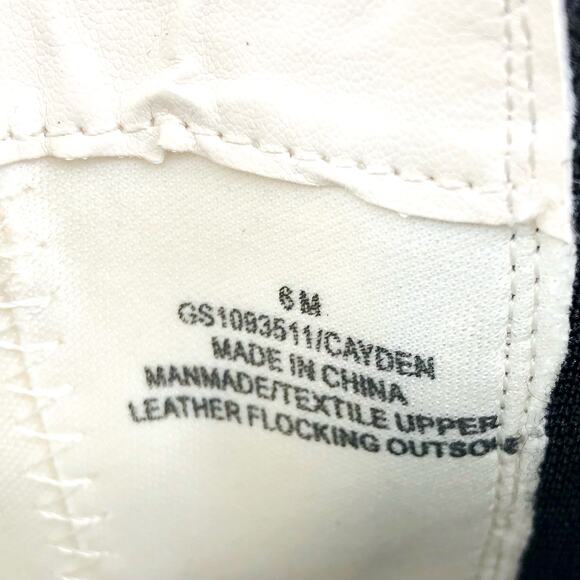 6 M
GS1093511/CAYDEN
MADE IN CHINA
MANMADE/TEXTILE UPPER
LEATHER FLOCKING OUTSOLE